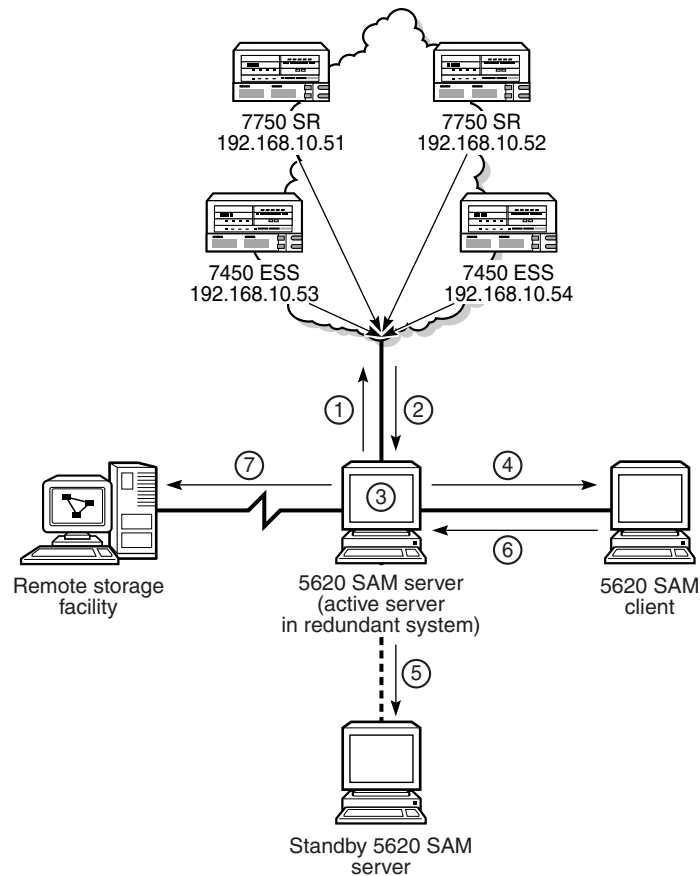 7750 SR
192.168.10.51
7750 SR
192.168.10.52
7450 ESS
192.168.10.53
7450 ESS
192.168.10.54
1
2
7
3
4
6
Remote storage
facility
5620 SAM server
(active server
in redundant system)
5620 SAM
client
5
Standby 5620 SAM
server